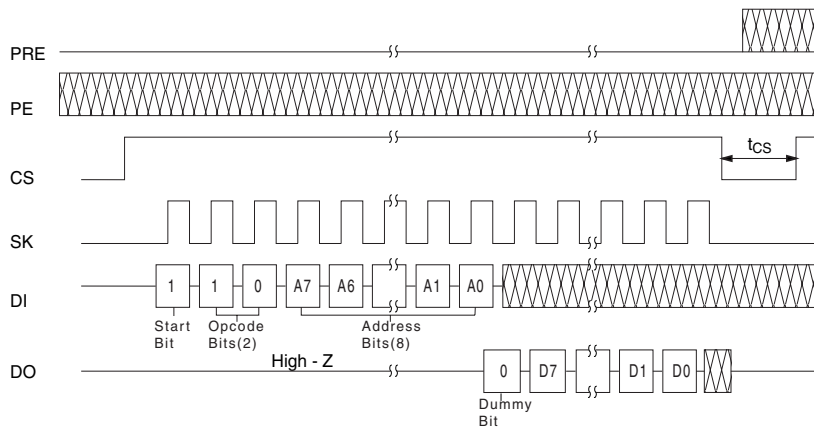 PRE
PE
tCS
CS
SK
DI
1 1 0 A7 A6 A1 A0
Start Bit
Opcode Bits(2)
Address Bits(8)
High - Z
DO
0 D7 D1 D0
Dummy Bit